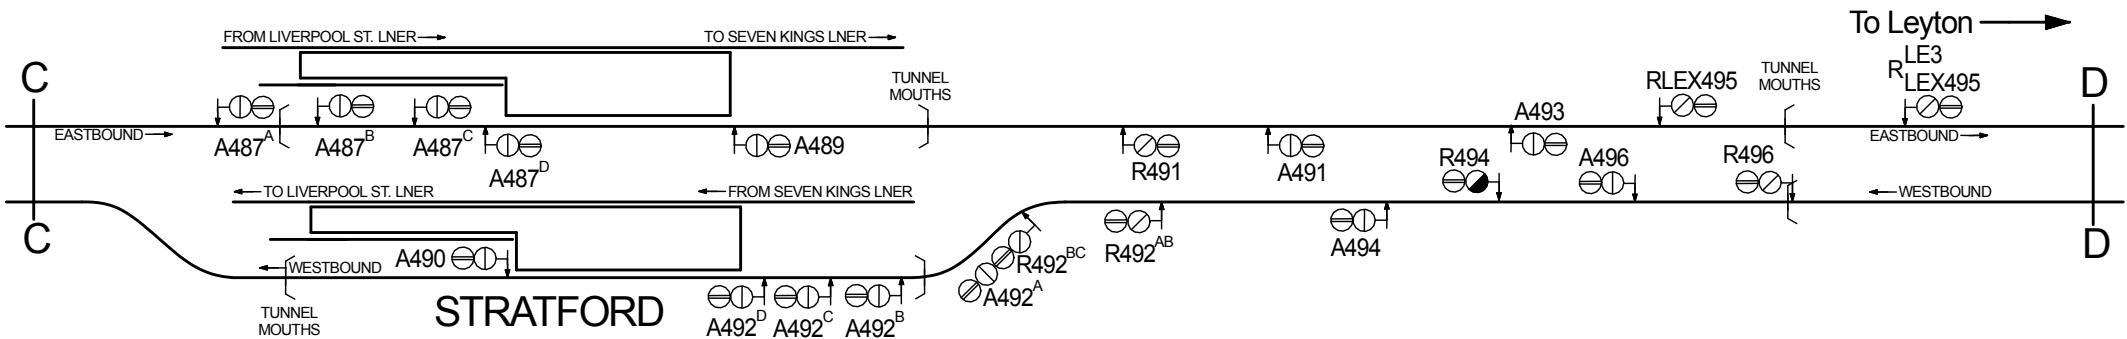 To Leyton
FROM LIVERPOOL ST. LNER
TO SEVEN KINGS LNER
C
TUNNEL
MOUTHS
RLEX495
TUNNEL
MOUTHS
LE3
R
LEX495
D
EASTBOUND
A487A
A487B
A487C
A487D
A489
R491
A491
A493
EASTBOUND
R494
A496
R496
TO LIVERPOOL ST. LNER
FROM SEVEN KINGS LNER
WESTBOUND
C
A490
WESTBOUND
R492BC
A492A
R492AB
A494
D
TUNNEL
MOUTHS
STRATFORD
A492D
A492C
A492B